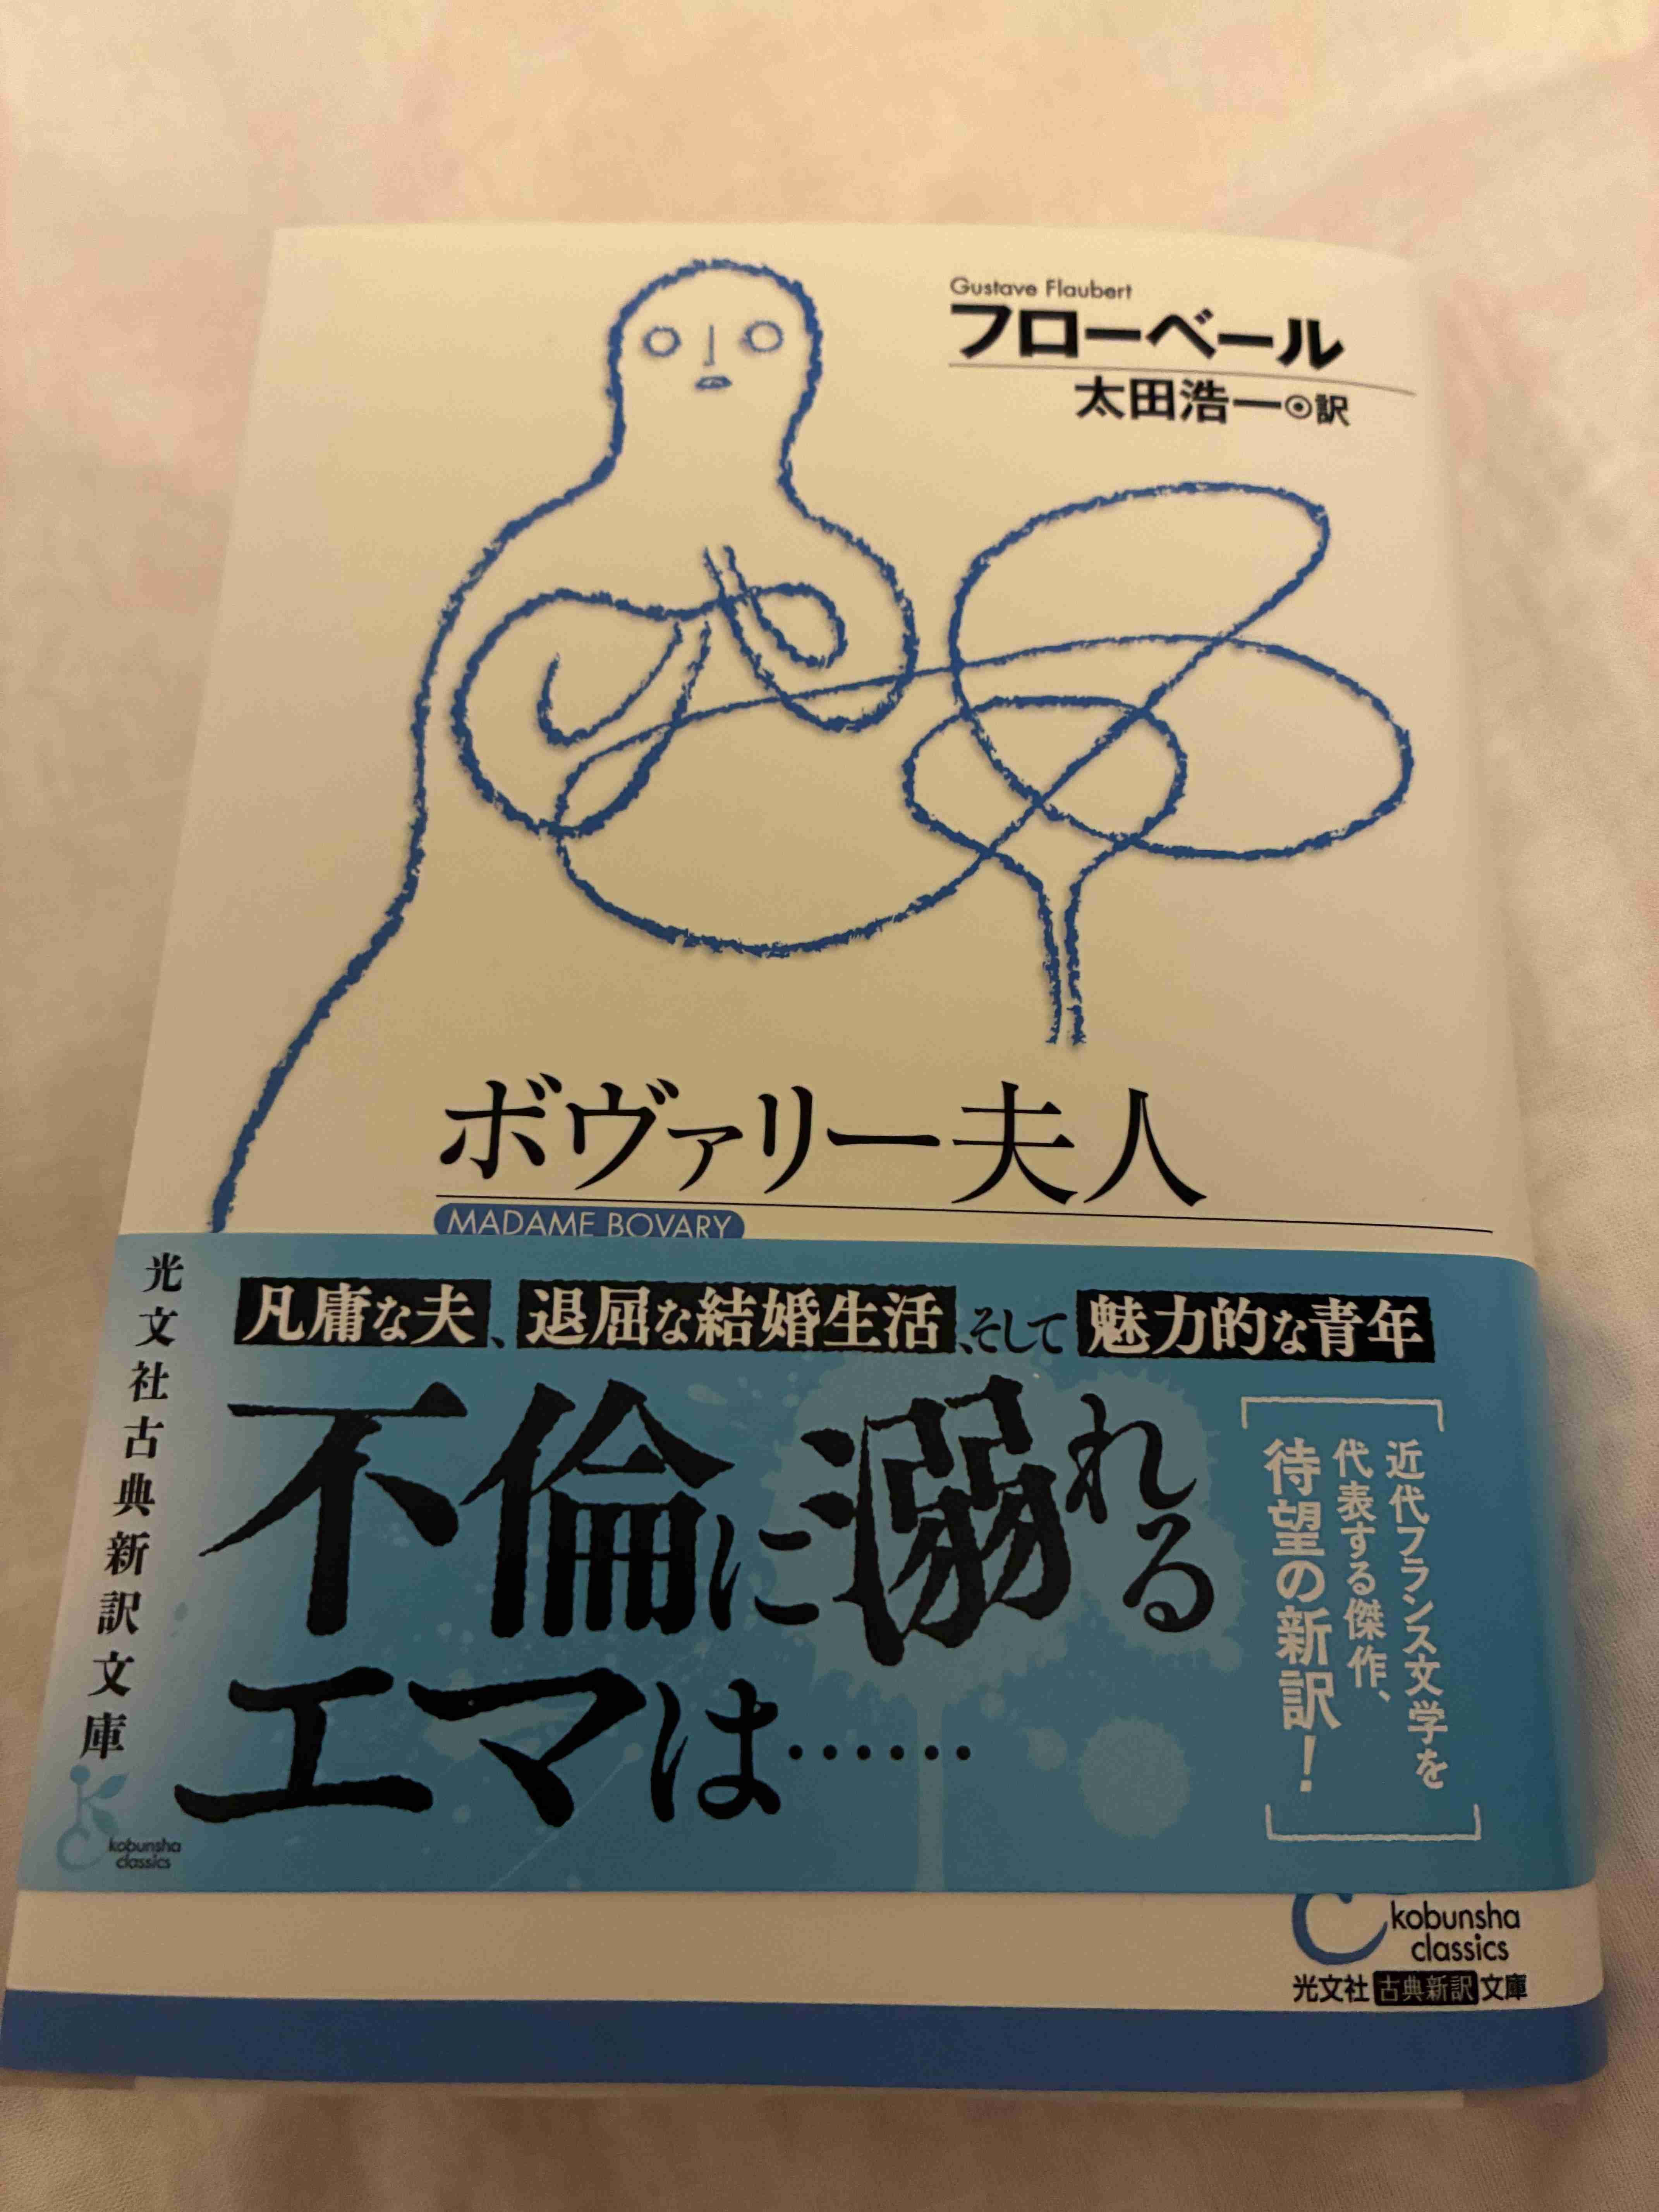 Gustave Flaubert
フローベール
太田浩一◉訳
ボヴァリー夫人
MADAME BOVARY
凡庸な夫、退屈な結婚生活、そして魅力的な青年
不倫に溺れる
エマは……
近代フランス文学を
代表する傑作、
待望の新訳！
光文社古典新訳文庫
kobunsha
classics
kobunsha
classics
光文社古典新訳文庫